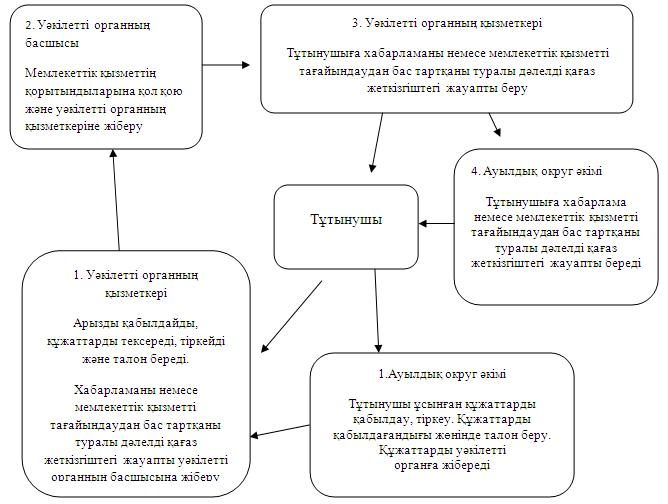 2. Уәкілетті органның
басшысы
Мемлекеттік қызметтің
қорытындыларына қол қою
және уәкілетті органның
қызметкеріне жіберу
3. Уәкілетті органның қызметкері
Тұтынушыға хабарламаны немесе мемлекеттік қызметті
тағайындаудан бас тартқаны туралы дәлелді қағаз
жеткізгіштегі жауапты беру
4. Ауылдық округ әкімі
Тұтынушыға хабарлама
немесе мемлекеттік қызметті
тағайындаудан бас тартқаны
туралы дәлелді қағаз
жеткізгіштегі жауапты береді
Тұтынушы
1. Уәкілетті органның
қызметкері
Арызды қабылдайды,
құжаттарды тексереді, тіркейді
және талон береді.
Хабарламаны немесе
мемлекеттік қызметті
тағайындаудан бас тартқаны
туралы дәлелді қағаз
жеткізгіштегі жауапты уәкілетті
органның басшысына жіберу
1.Ауылдық округ әкімі
Тұтынушы ұсынған құжаттарды
қабылдау, тіркеу. Құжаттарды
қабылдағандығы жөнінде талон беру.
Құжаттарды уәкілетті
органға жібереді